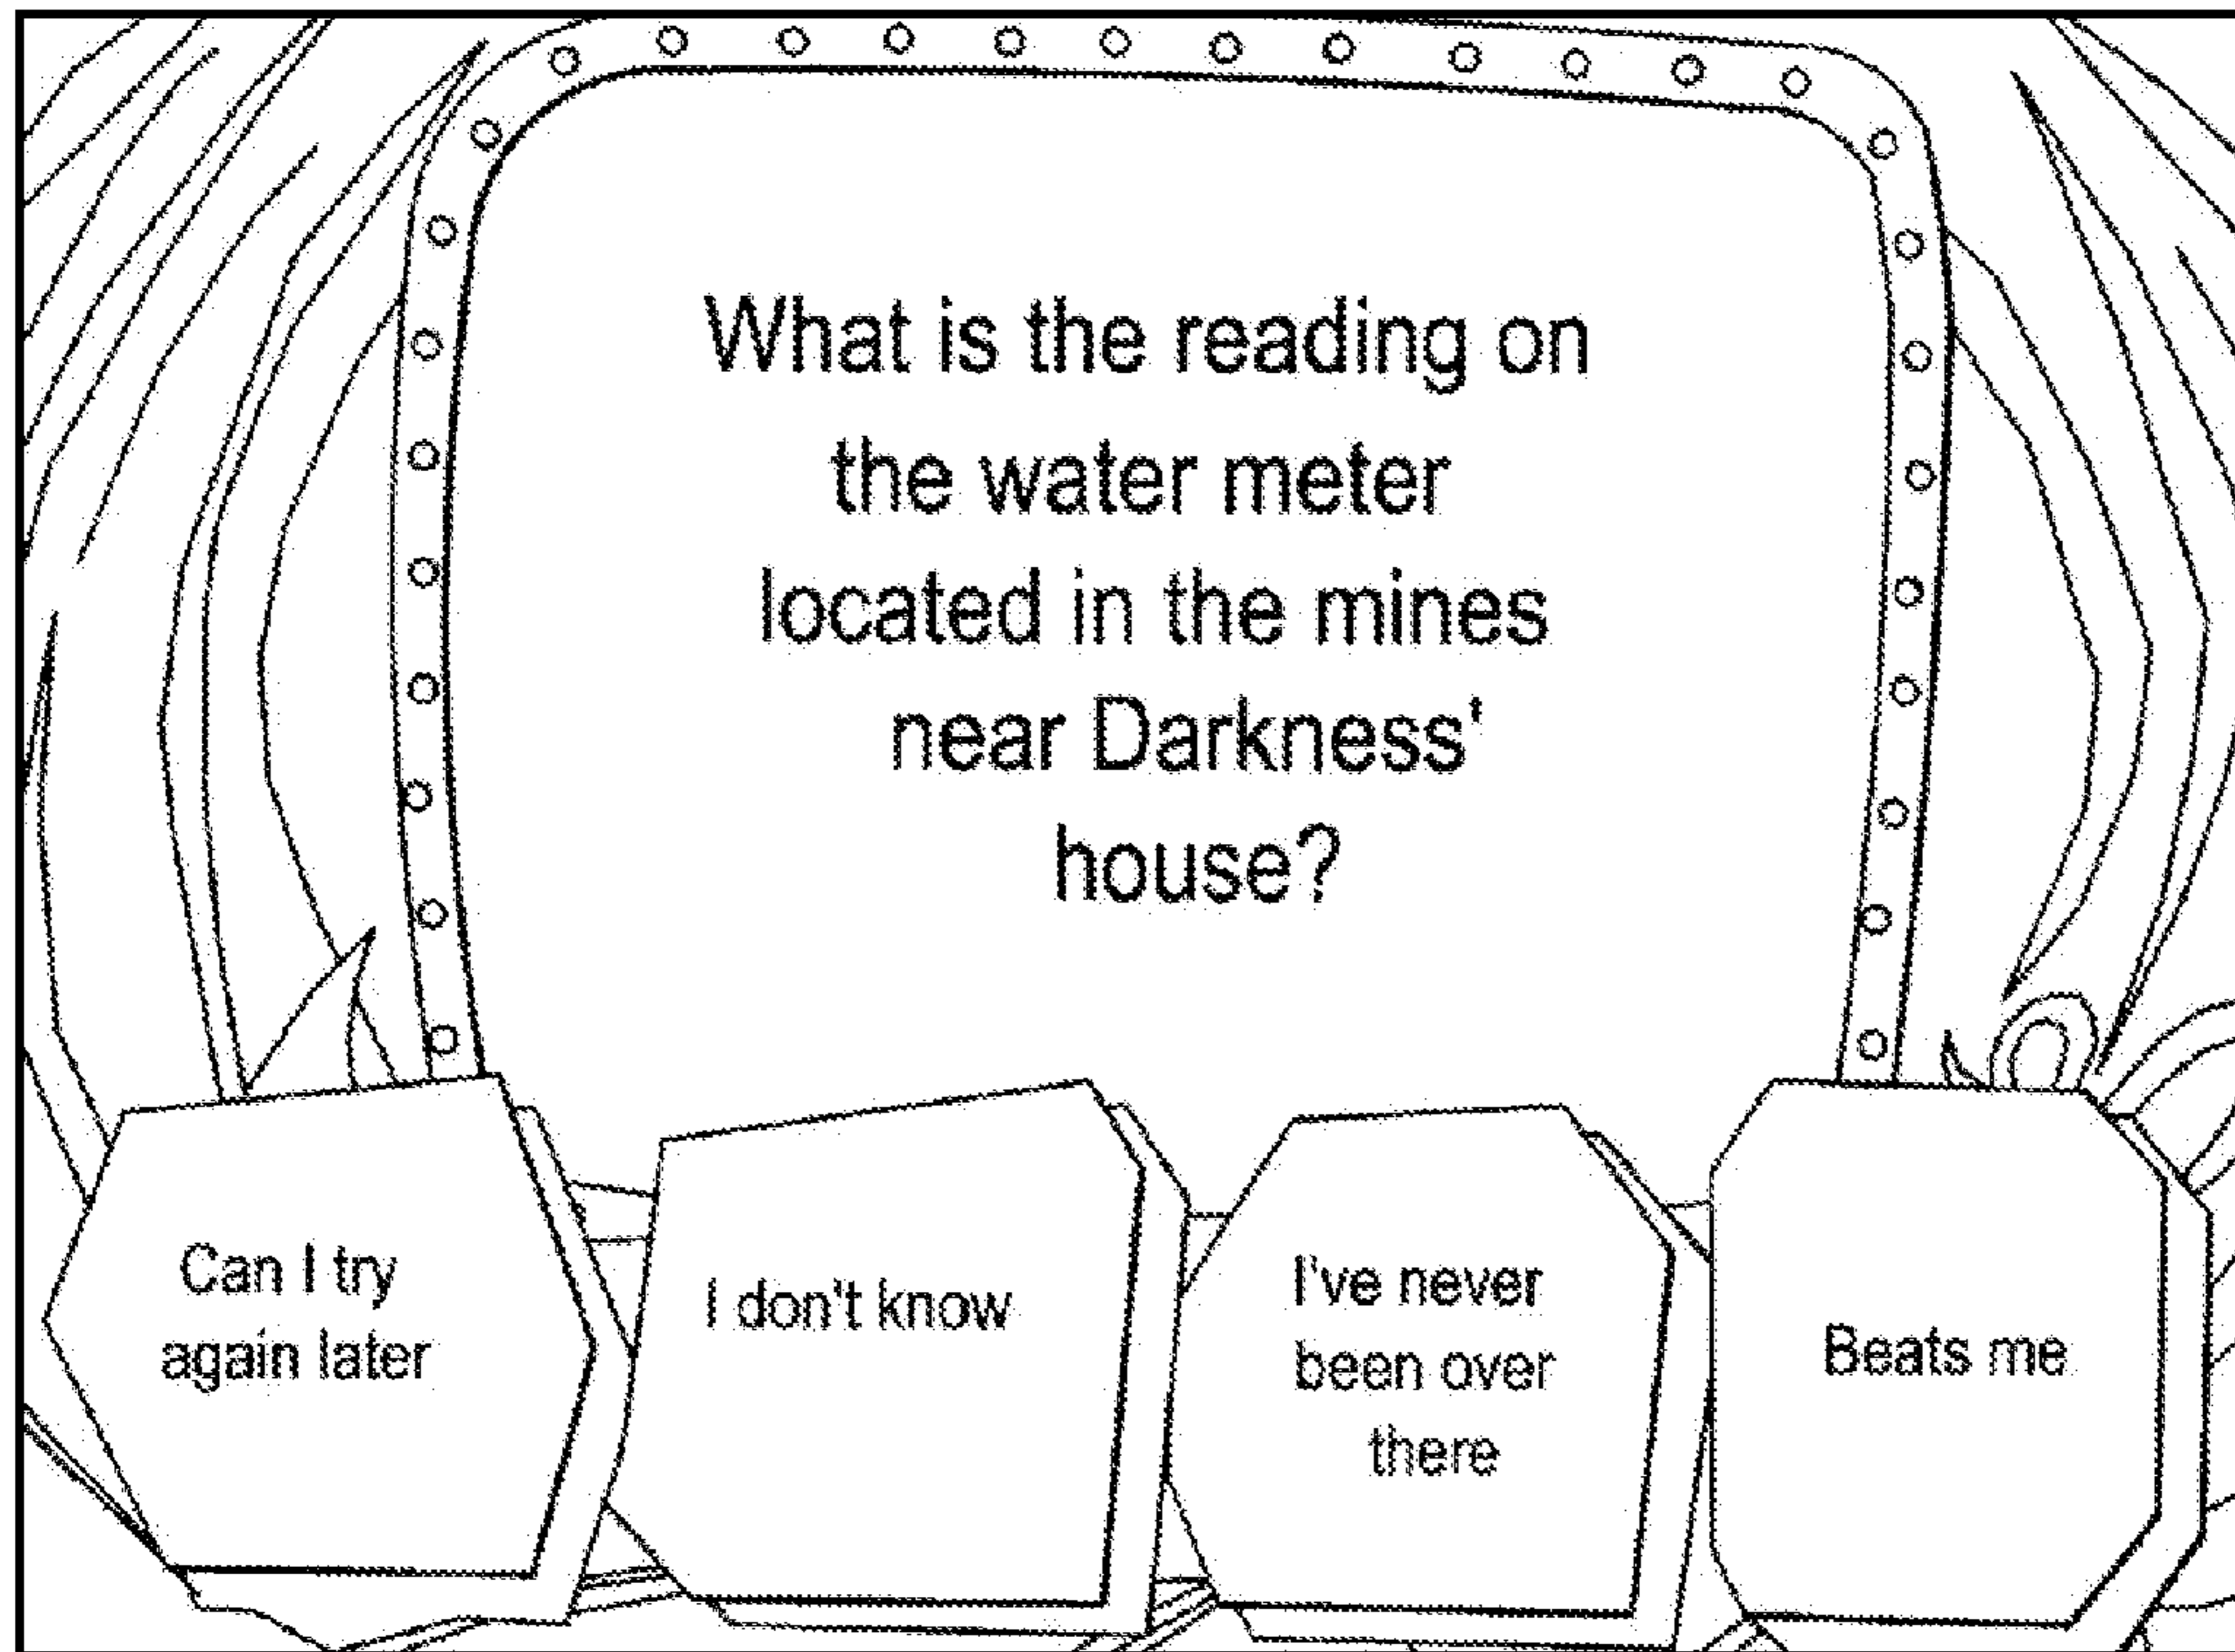 What is the reading on
the water meter
located in the mines
near Darkness'
house?
Can I try
again later
I don't know
I've never
been over
there
Beats me